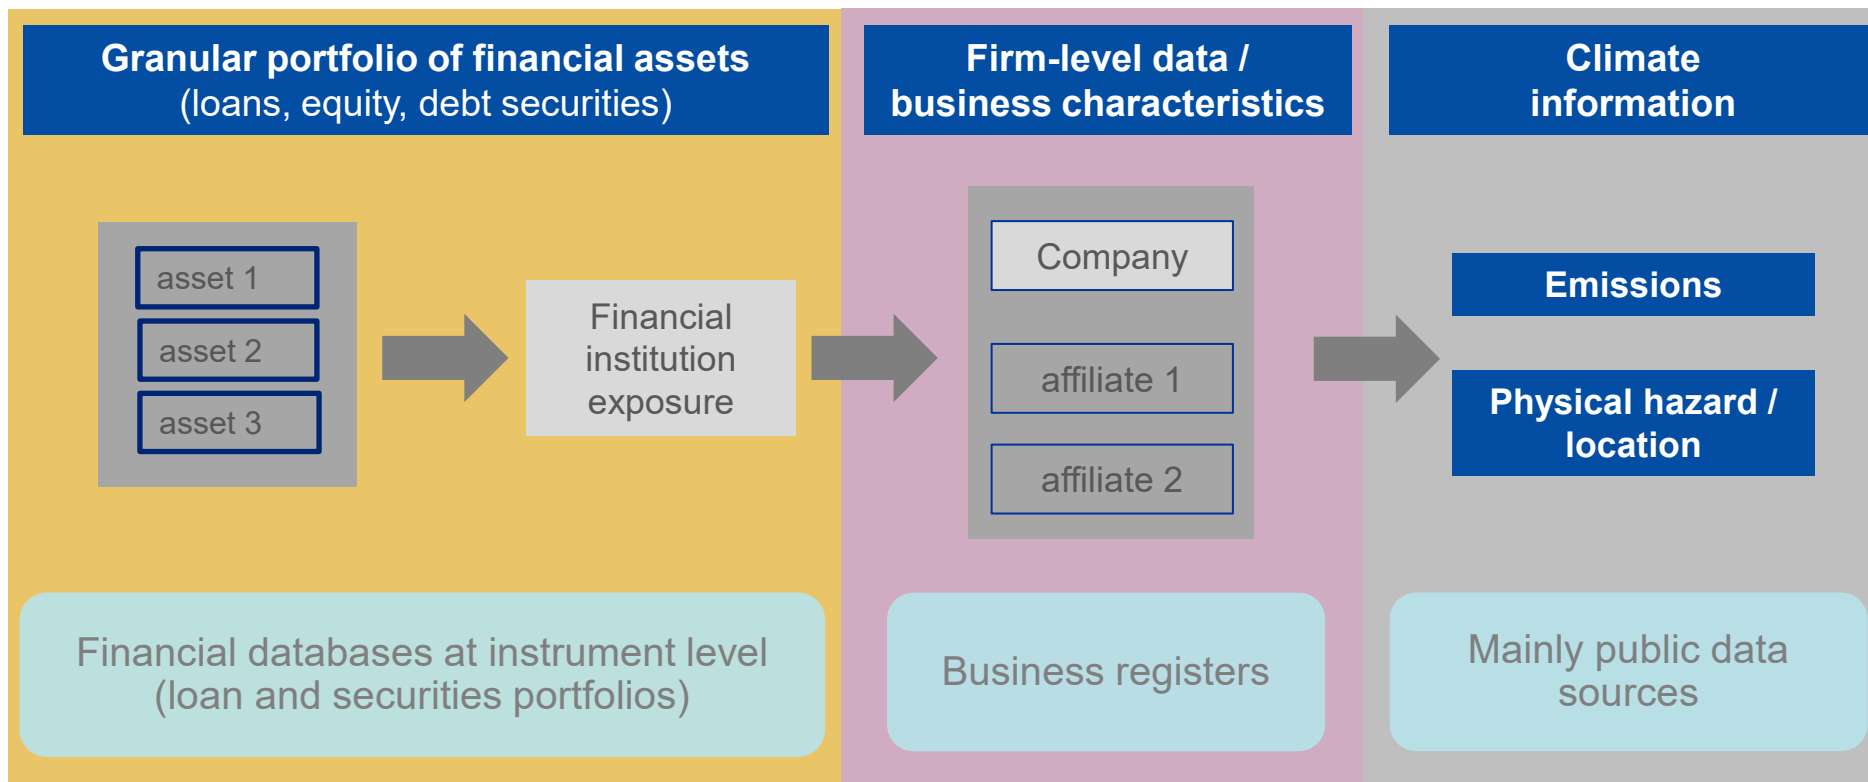 Granular portfolio of financial assets
(loans, equity, debt securities)
Firm-level data /
business characteristics
Climate
information
asset 1
asset 2
asset 3
Financial
institution
exposure
Company
affiliate 1
affiliate 2
Emissions
Physical hazard /
location
Financial databases at instrument level
(loan and securities portfolios)
Business registers
Mainly public data
sources